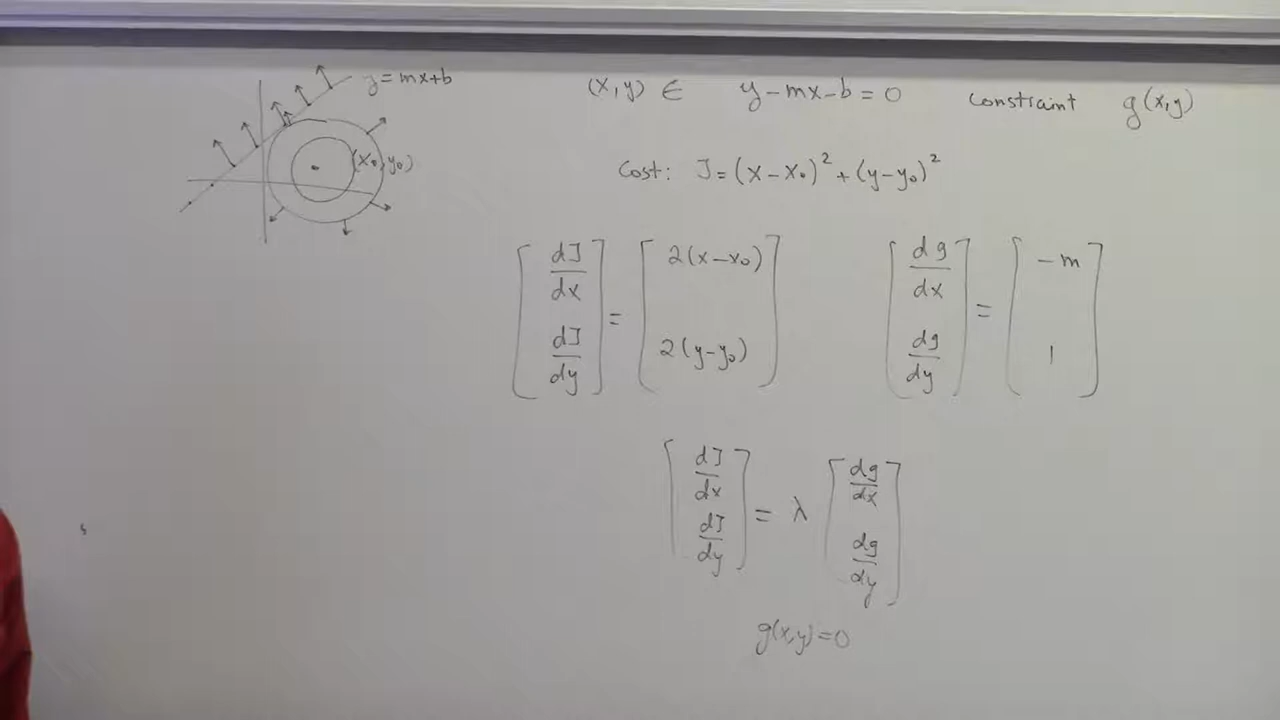 y=mx+b
(x,y) ∈ y-mx-b=0 constraint g(x,y)
(x₀,y₀)
Cost: J=(x-x₀)²+(y-y₀)²
[dJ/dx dJ/dy] = [2(x-x₀) 2(y-y₀)]
[dg/dx dg/dy] = [-m 1]
[dJ/dx dJ/dy] = λ [dg/dx dg/dy]
g(x,y)=0